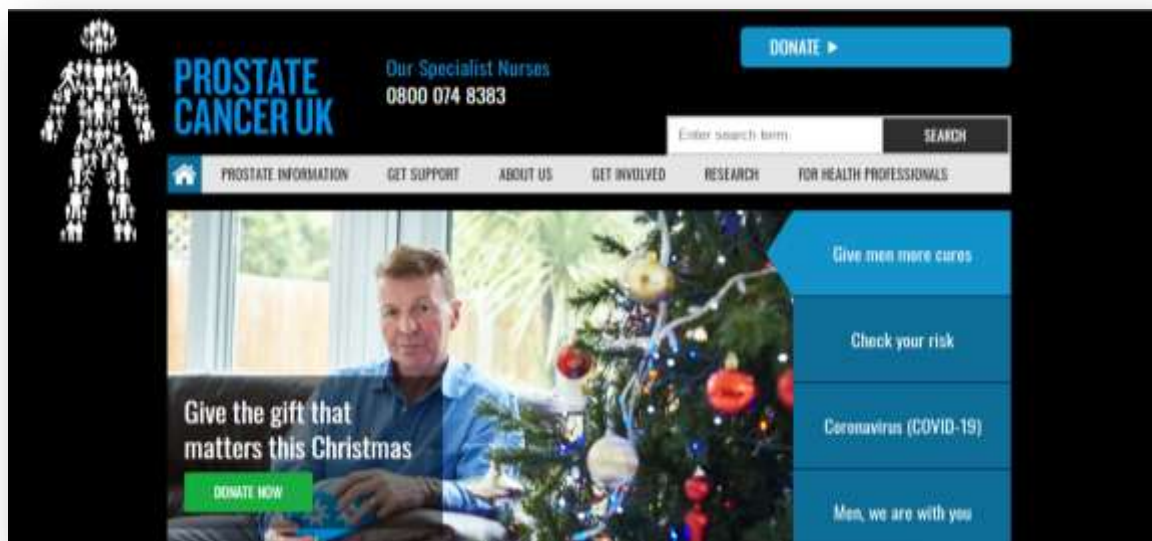 DONATE ▶
PROSTATE
CANCER UK
Our Specialist Nurses
0800 074 8383
Enter search term
SEARCH
PROSTATE INFORMATION
GET SUPPORT
ABOUT US
GET INVOLVED
RESEARCH
FOR HEALTH PROFESSIONALS
Give the gift that
matters this Christmas
DONATE NOW
Give men more cures
Check your risk
Coronavirus (COVID-19)
Men, we are with you